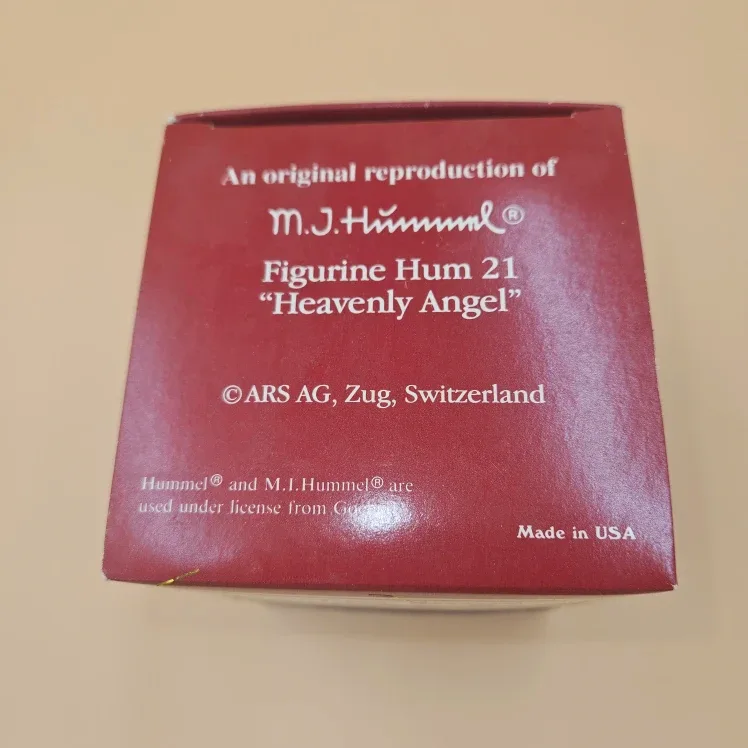 An original reproduction of
M.J.Hummel®
Figurine Hum 21
“Heavenly Angel”
©ARS AG, Zug, Switzerland
Hummel® and M.I.Hummel® are
used under license from
Made in USA